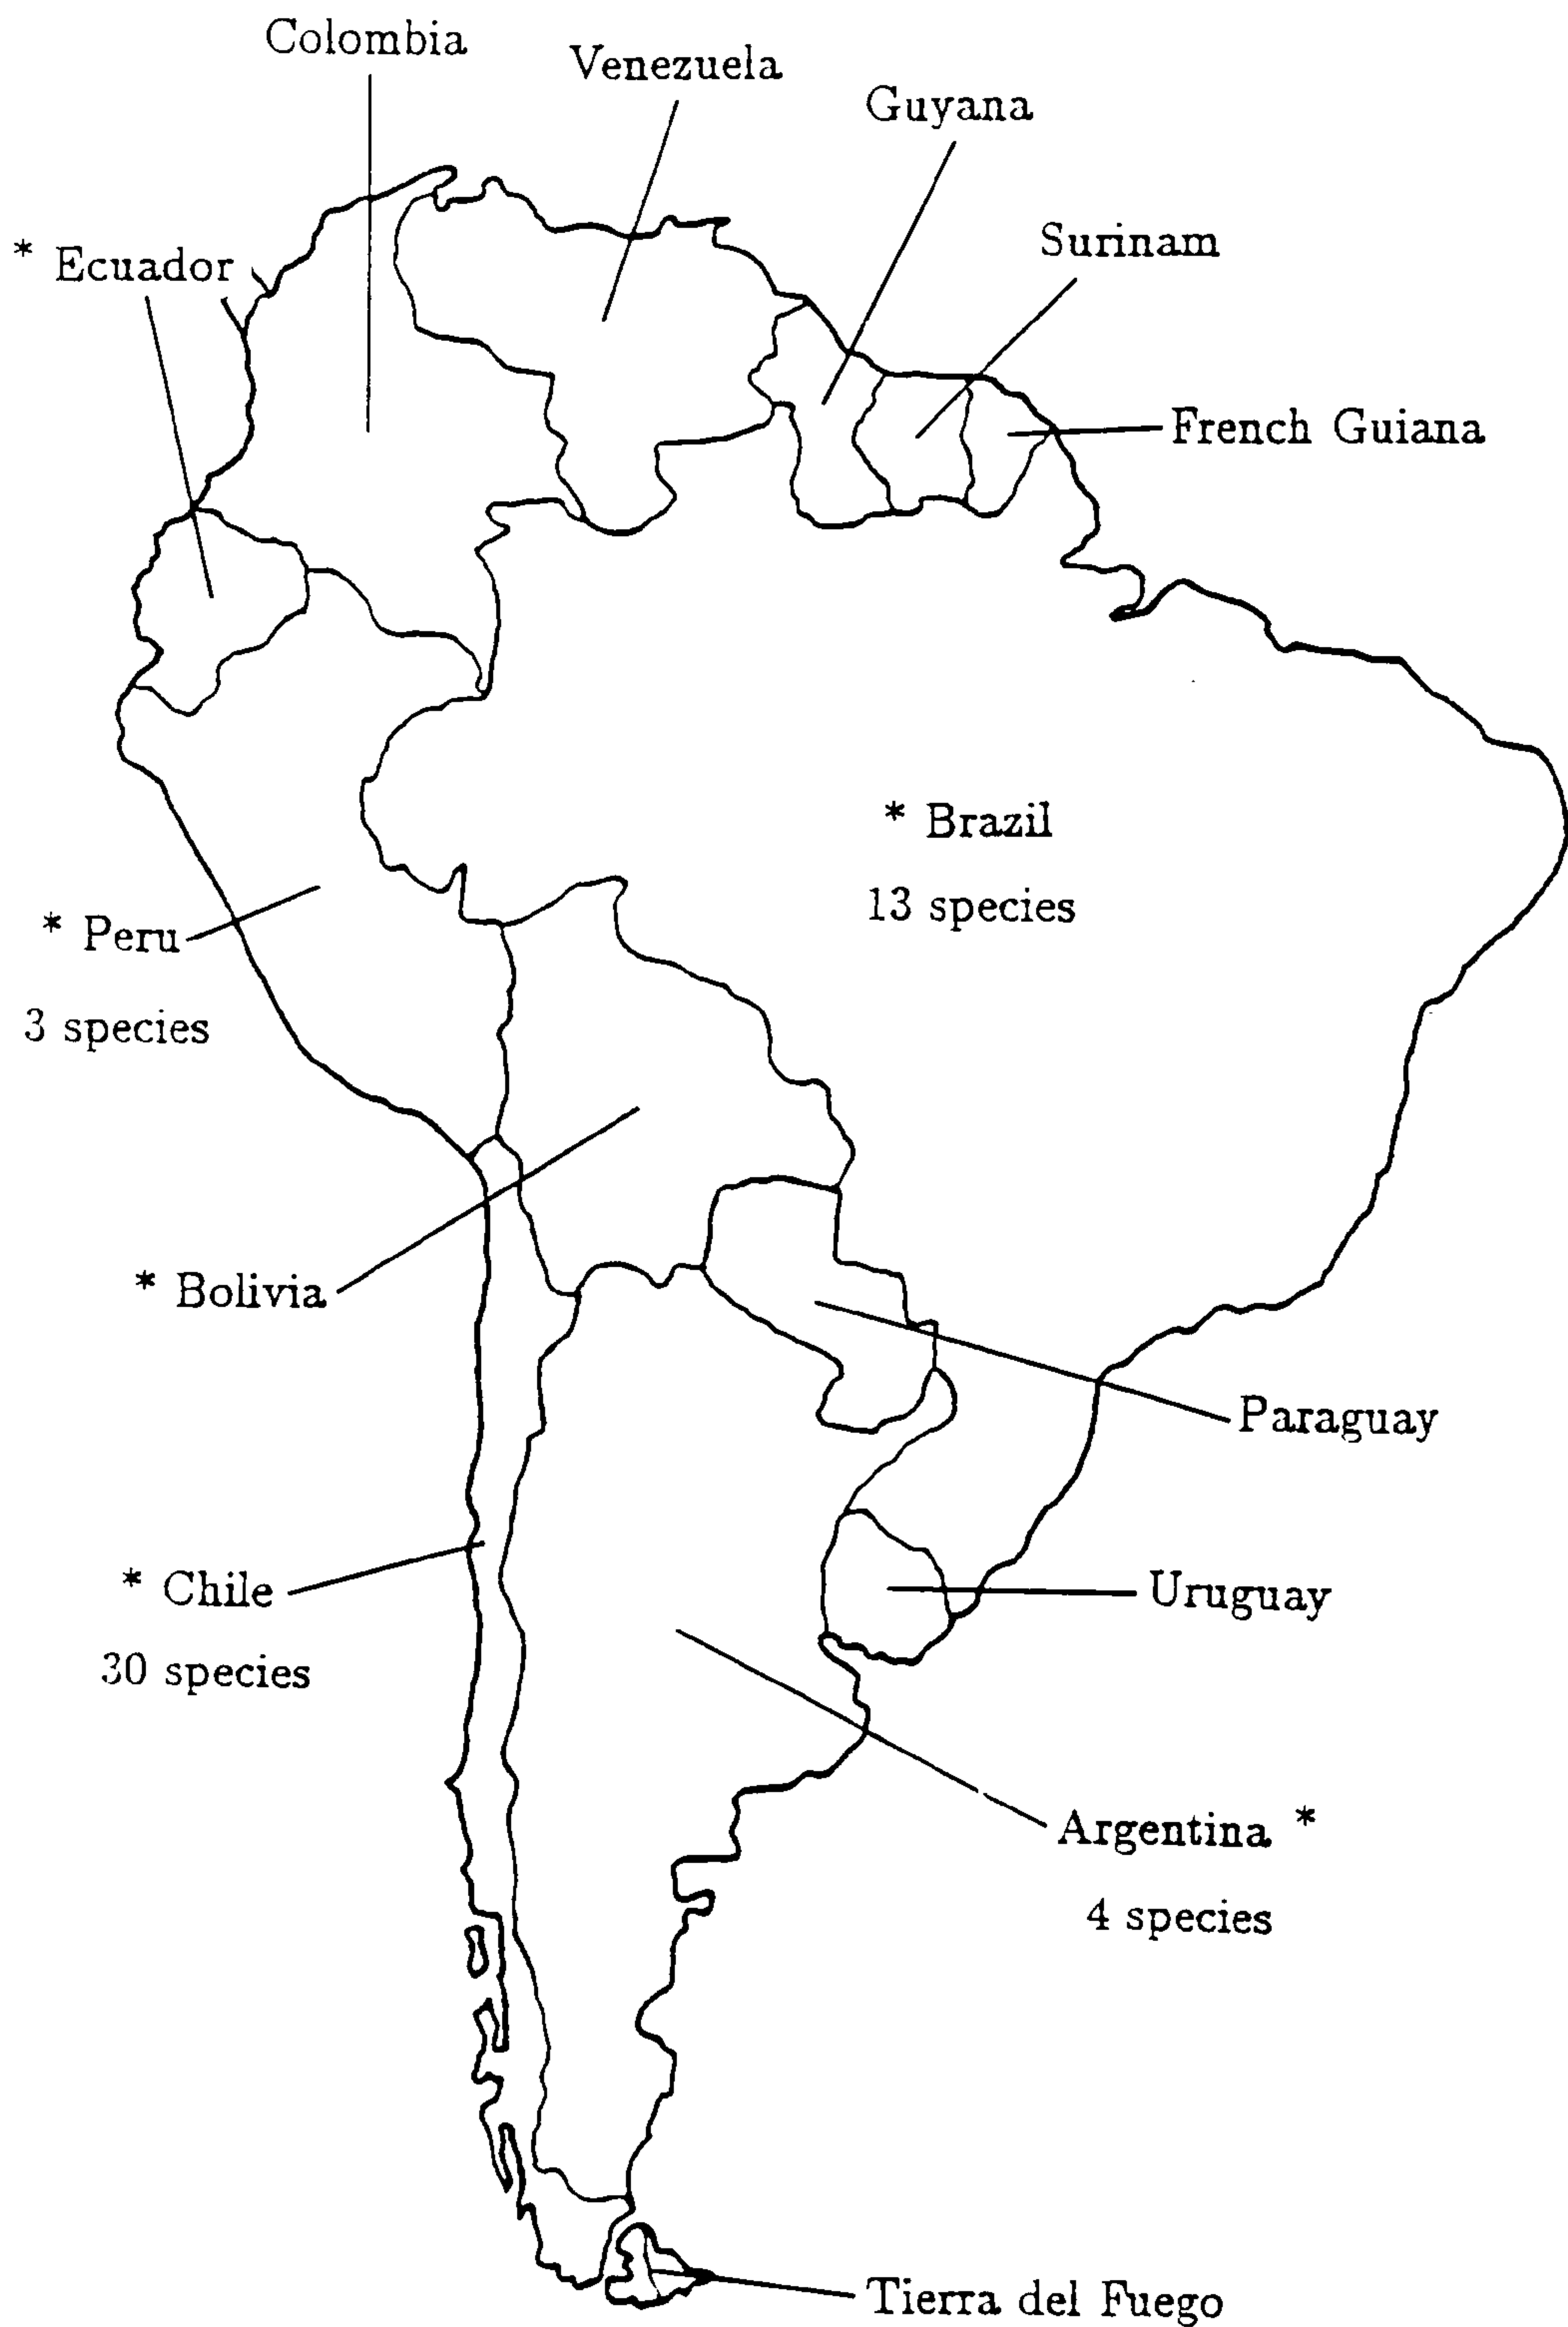 Colombia
Venezuela
Guyana
Surinam
* Ecuador
French Guiana
* Brazil
13 species
* Peru
3 species
* Bolivia
Paraguay
* Chile
30 species
Uruguay
Argentina *
4 species
Tierra del Fuego